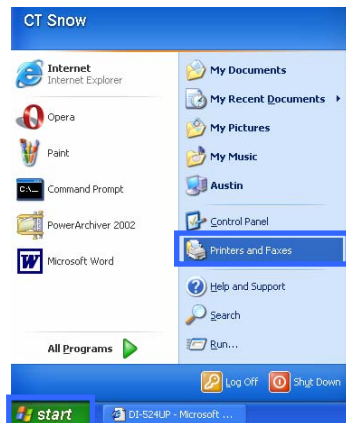 CT Snow
Internet
Internet Explorer
Opera
Paint
C:\_
Command Prompt
PowerArchiver 2002
W
Microsoft Word
All Programs
My Documents
My Recent Documents
My Pictures
My Music
Austin
Control Panel
Printers and Faxes
Help and Support
Search
Run...
Log Off
Shut Down
start
DI-524UP - Microsoft ...